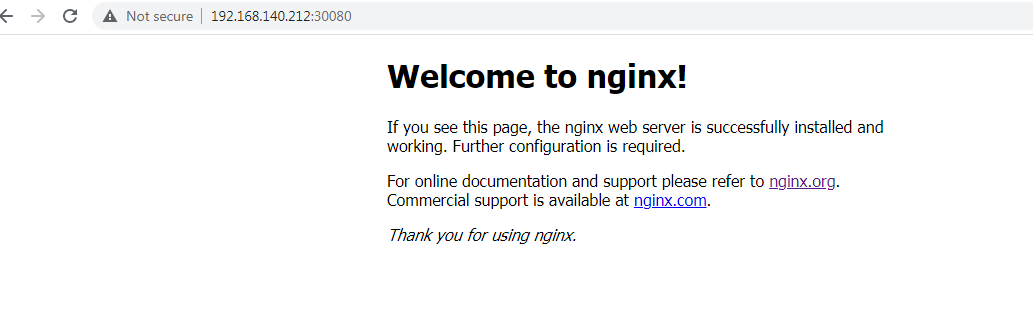 Not secure | 192.168.140.212:30080
Welcome to nginx!
If you see this page, the nginx web server is successfully installed and
working. Further configuration is required.
For online documentation and support please refer to nginx.org.
Commercial support is available at nginx.com.
Thank you for using nginx.